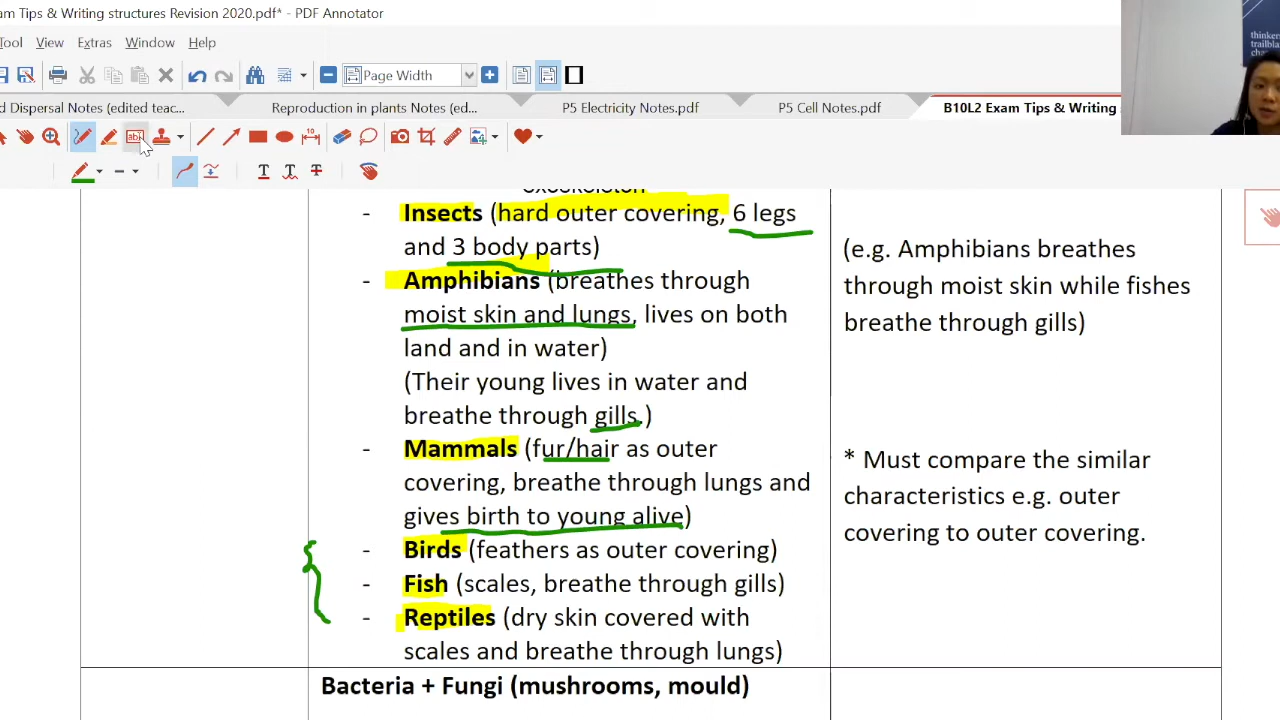 am Tips & Writing structures Revision 2020.pdf* - PDF Annotator
Tool View Extras Window Help
Page Width
d Dispersal Notes (edited teac... Reproduction in plants Notes (ed... P5 Electricity Notes.pdf P5 Cell Notes.pdf B10L2 Exam Tips & Writing
thinkers
trailbla
cha
exoskeleton
- Insects (hard outer covering, 6 legs
and 3 body parts)
- Amphibians (breathes through
moist skin and lungs, lives on both
land and in water)
(Their young lives in water and
breathe through gills.)
- Mammals (fur/hair as outer
covering, breathe through lungs and
gives birth to young alive)
- Birds (feathers as outer covering)
- Fish (scales, breathe through gills)
- Reptiles (dry skin covered with
scales and breathe through lungs)
(e.g. Amphibians breathes
through moist skin while fishes
breathe through gills)
* Must compare the similar
characteristics e.g. outer
covering to outer covering.
Bacteria + Fungi (mushrooms, mould)